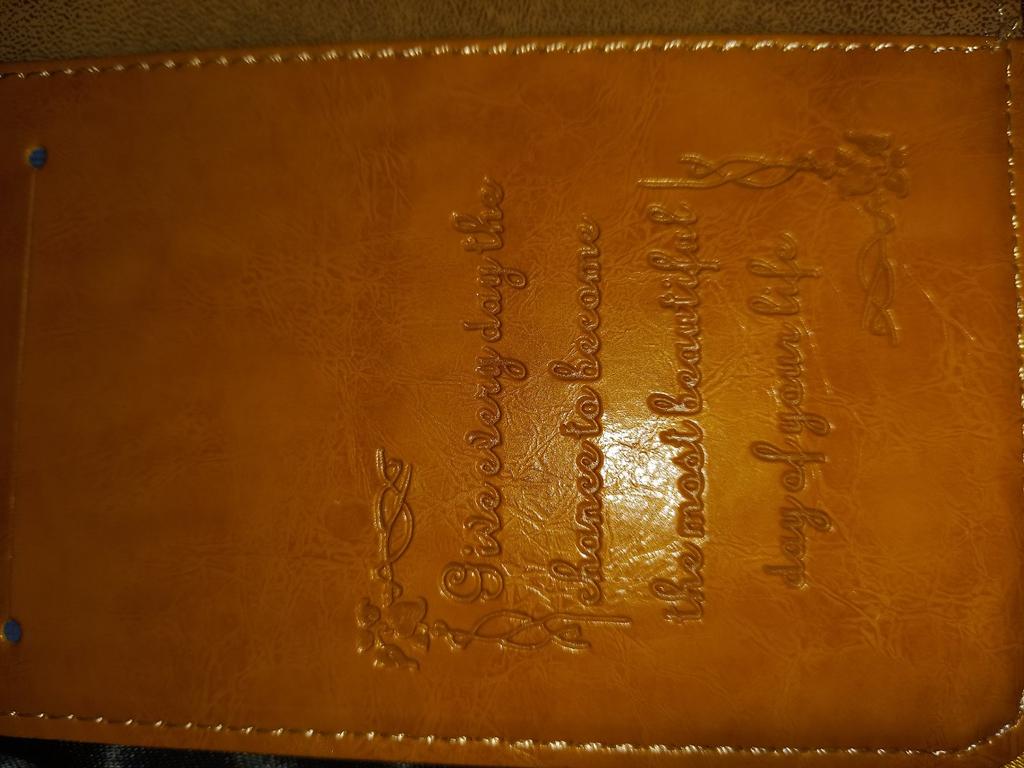 Give every day the
chance to become
the most beautiful
day of your life